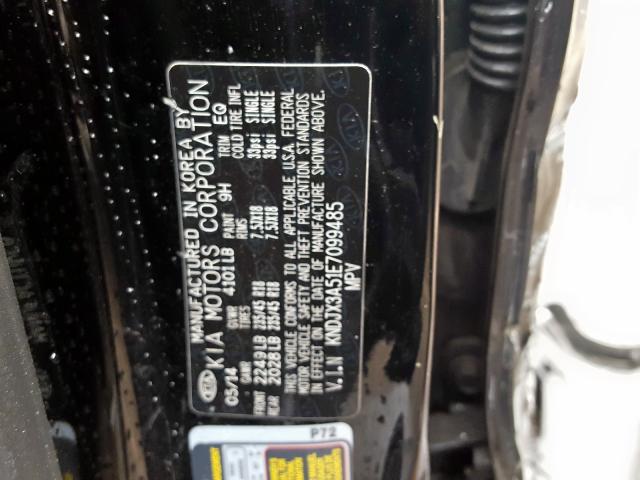 MANUFACTURED IN KOREA BY
KIA KIA MOTORS CORPORATION
05/14 GVWR 4101LB PAINT 9H TRIM EQ
GAWR TIRES RIMS COLD TIRE INFL
FRONT 2249LB 235/45 R18 7.5JX18 33psi SINGLE
REAR 2028LB 235/45 R18 7.5JX18 33psi SINGLE
THIS VEHICLE CONFORMS TO ALL APPLICABLE U.S.A. FEDERAL
MOTOR VEHICLE SAFETY AND THEFT PREVENTION STANDARDS
IN EFFECT ON THE DATE OF MANUFACTURE SHOWN ABOVE.
V.I.N KNDJX3A51E7099485
MPV
P72